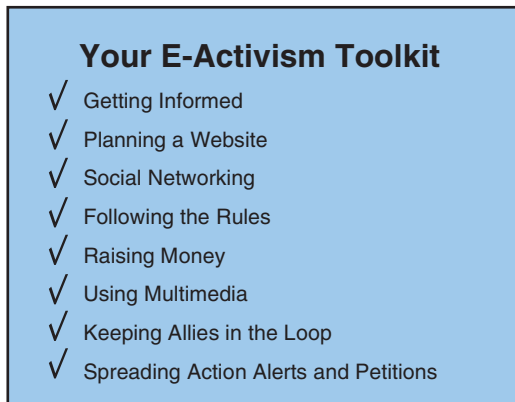 Your E-Activism Toolkit
√ Getting Informed
√ Planning a Website
√ Social Networking
√ Following the Rules
√ Raising Money
√ Using Multimedia
√ Keeping Allies in the Loop
√ Spreading Action Alerts and Petitions